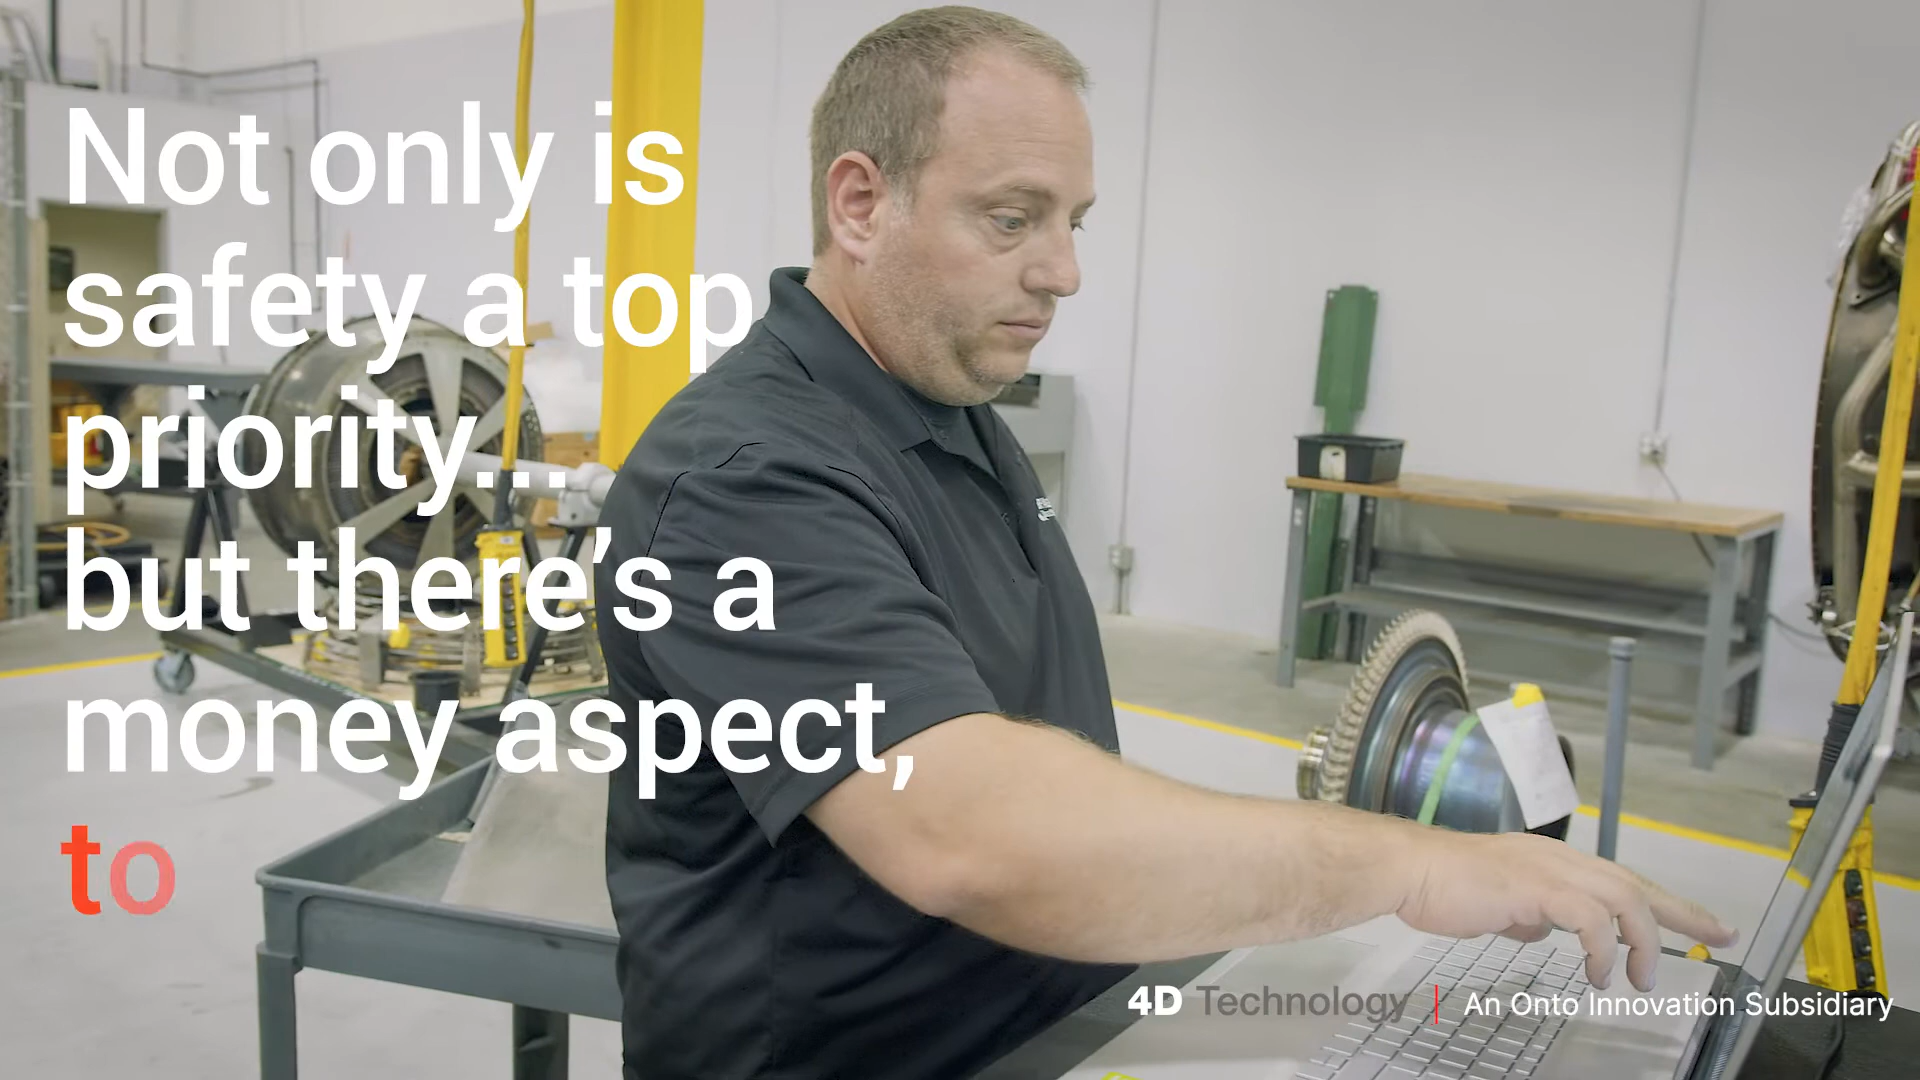 Not only is
safety a top
priority...
but there's a
money aspect,
to
4D Technology | An Onto Innovation Subsidiary